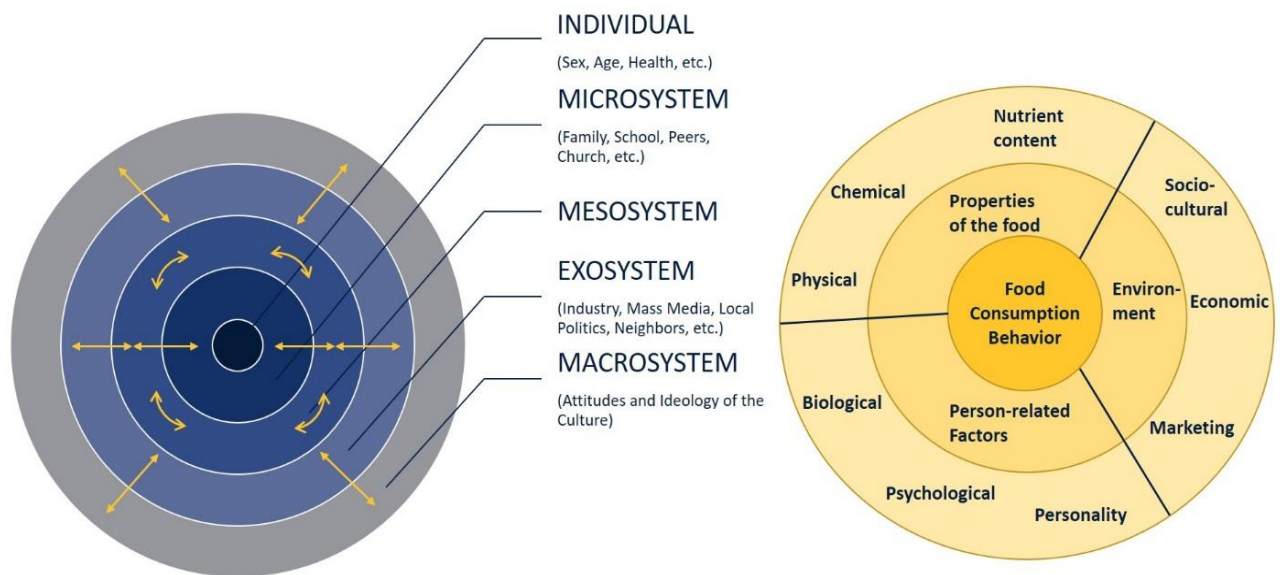 INDIVIDUAL
(Sex, Age, Health, etc.)
MICROSYSTEM
(Family, School, Peers,
Church, etc.)
MESOSYSTEM
EXOSYSTEM
(Industry, Mass Media, Local
Politics, Neighbors, etc.)
MACROSYSTEM
(Attitudes and Ideology of the
Culture)
Nutrient
content
Chemical
Physical
Properties
of the food
Socio-
cultural
Economic
Marketing
Environ-
ment
Food
Consumption
Behavior
Person-related
Factors
Biological
Psychological
Personality